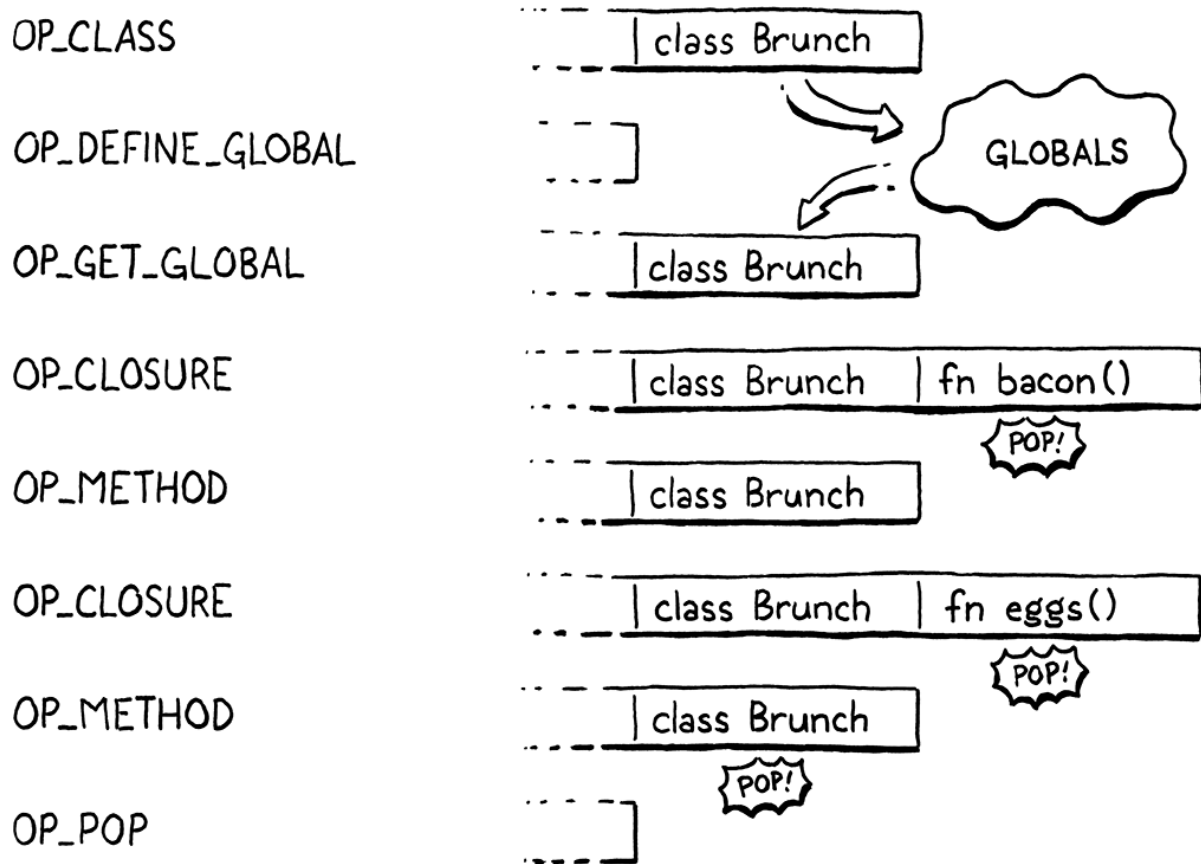 OP_CLASS class Brunch
OP_DEFINE_GLOBAL GLOBALS
OP_GET_GLOBAL class Brunch
OP_CLOSURE class Brunch fn bacon()
POP!
OP_METHOD class Brunch
OP_CLOSURE class Brunch fn eggs()
POP!
OP_METHOD class Brunch
POP!
OP_POP